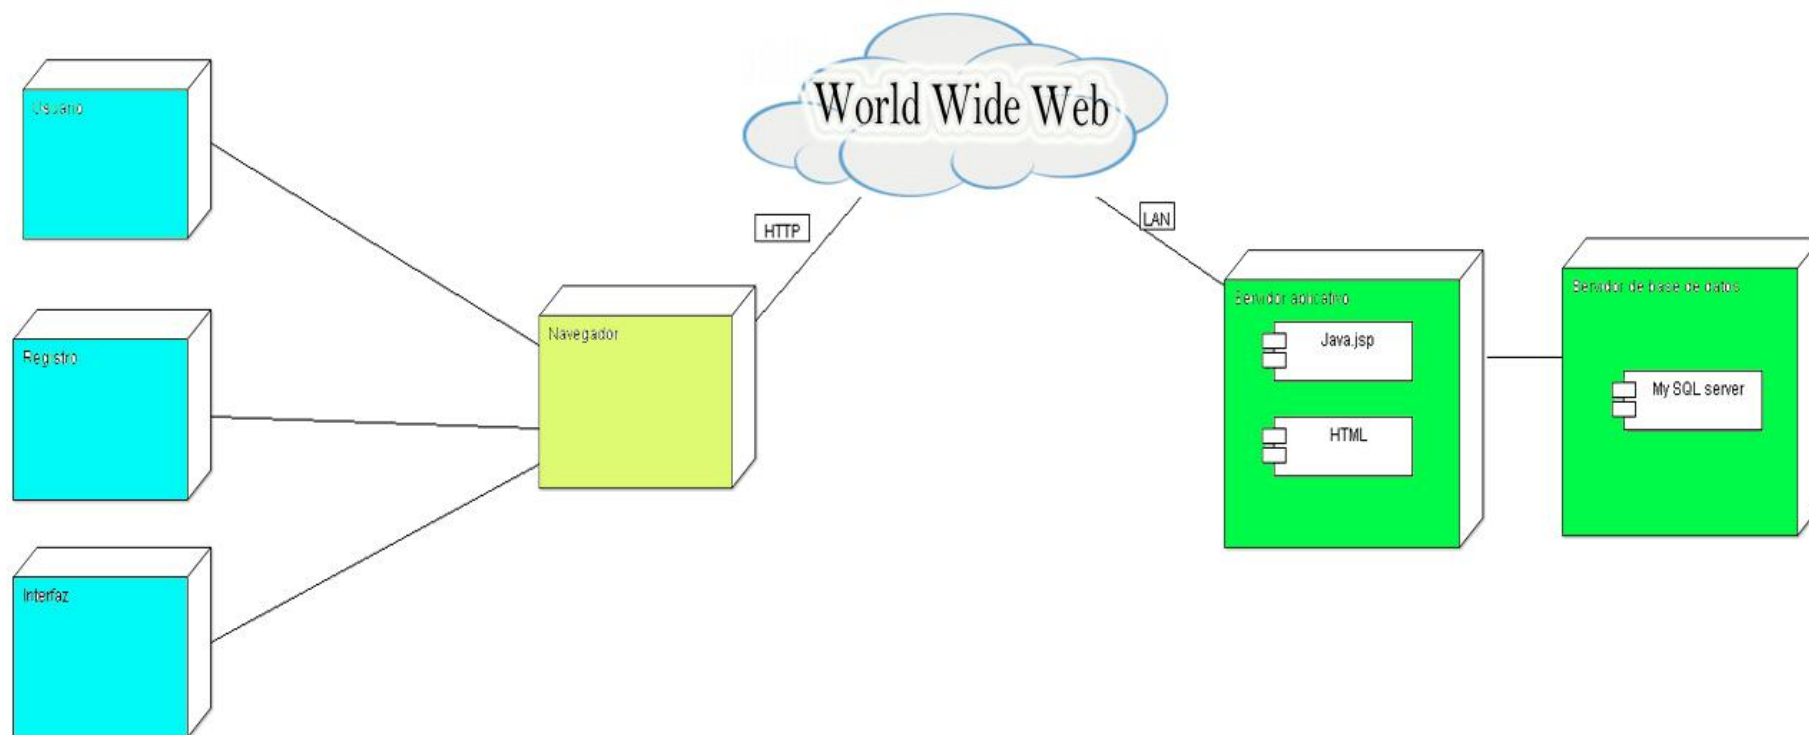 World Wide Web
Usuario
HTTP
LAN
Servidor aplicativo
Servidor de base de datos
Navegador
Java.jsp
Registro
My SQL server
HTML
Interfaz